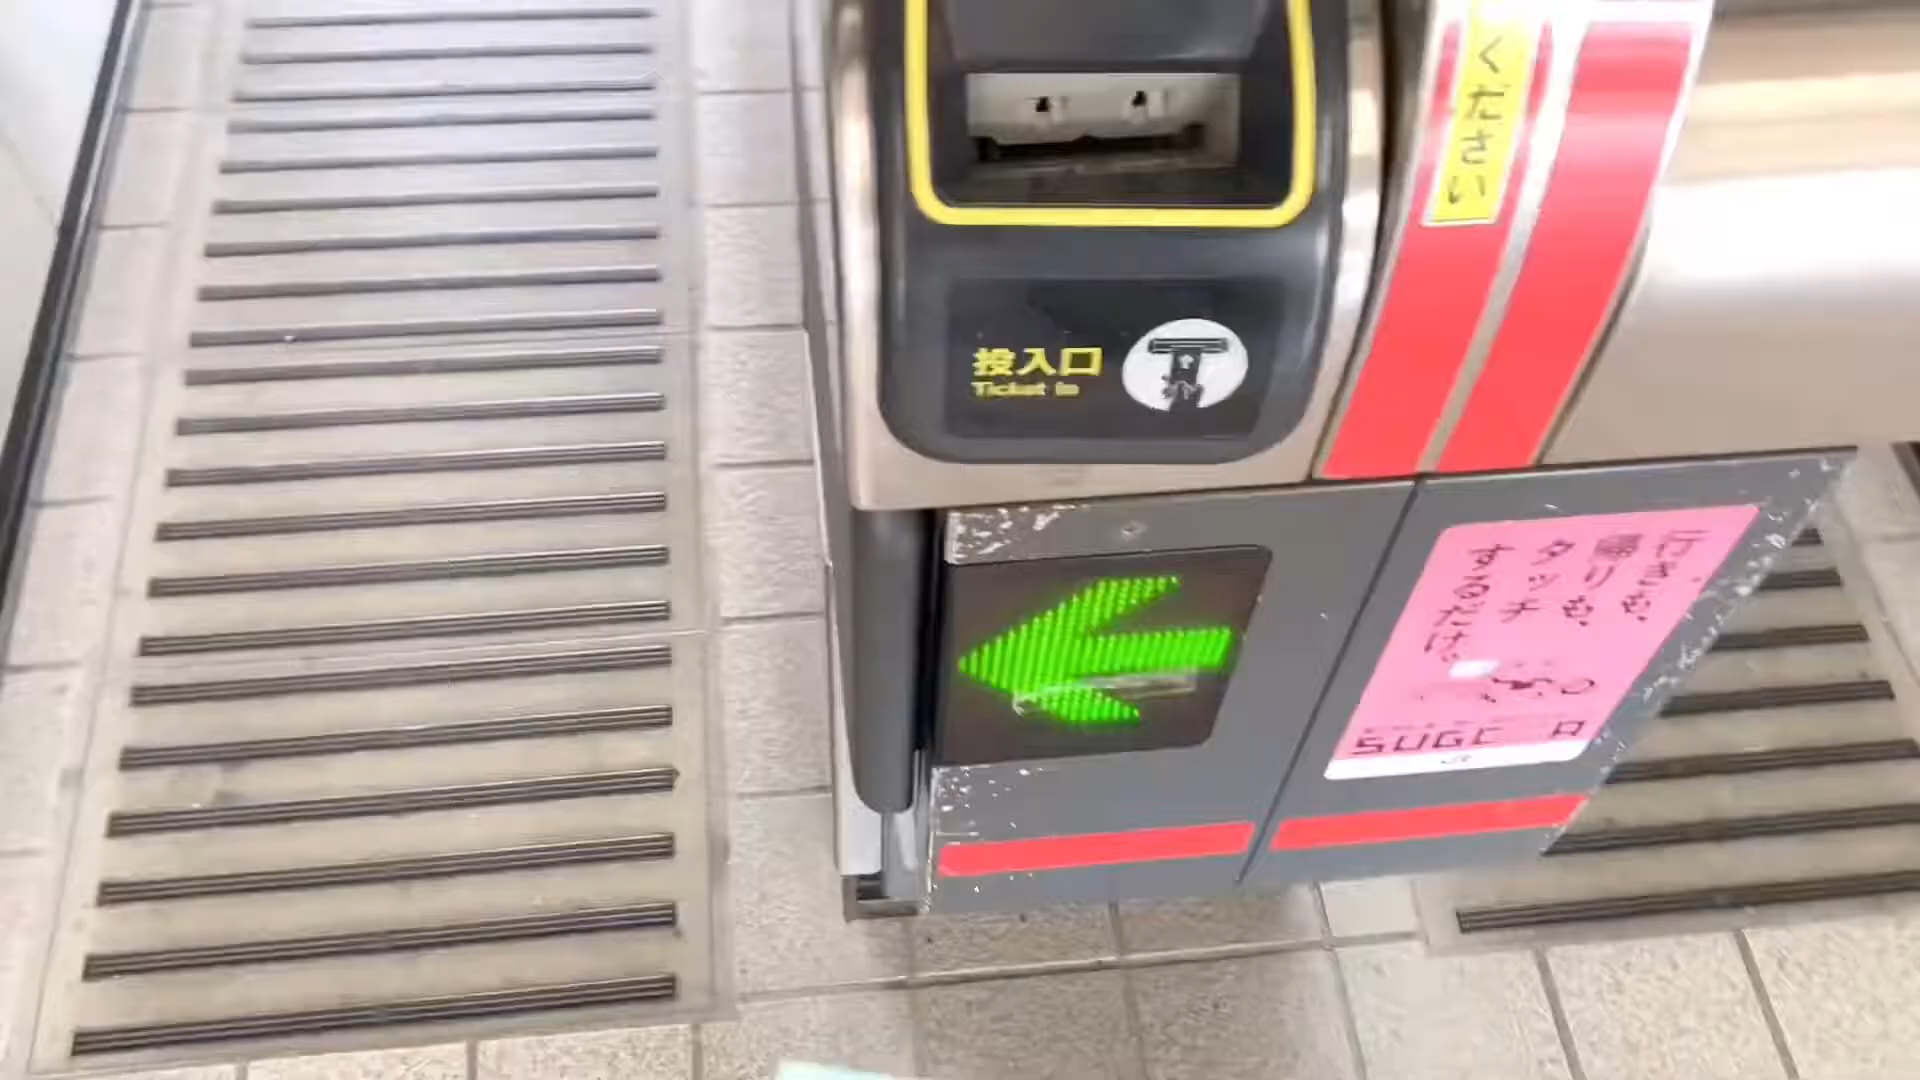 ください
投入口
Ticket in
行きも、
帰りも、
タッチ
するだけ。